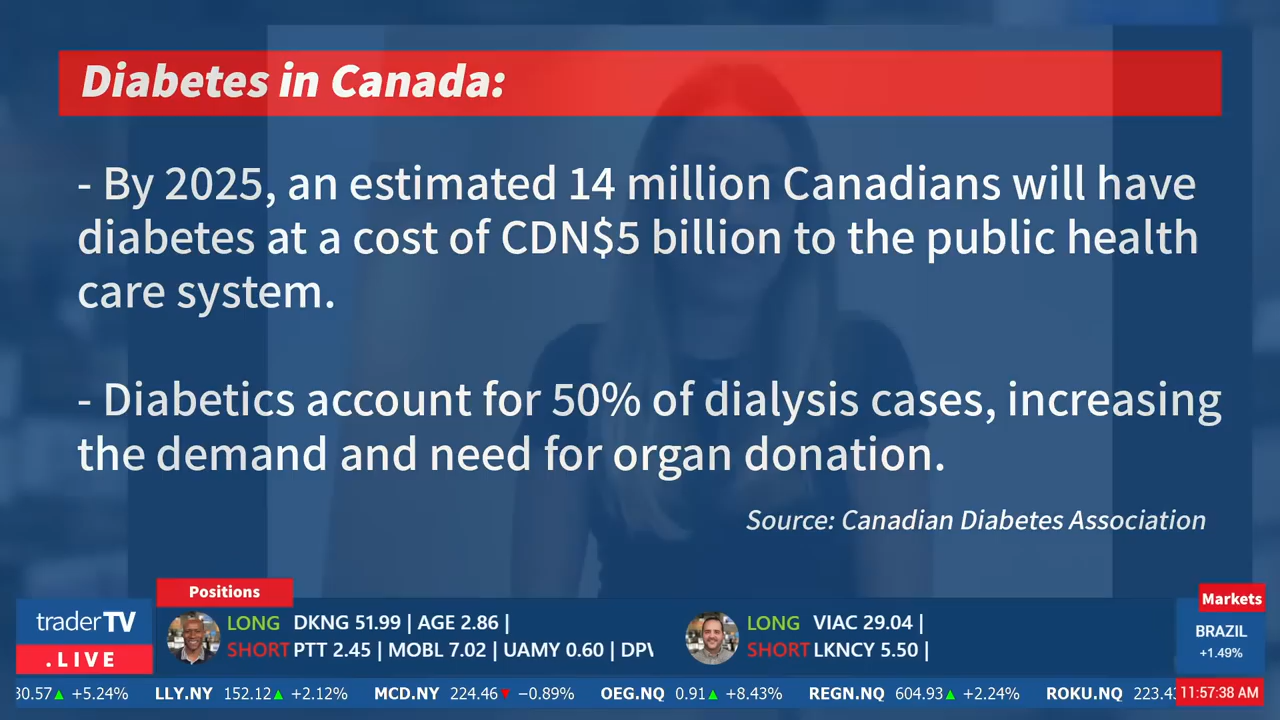 Diabetes in Canada:
- By 2025, an estimated 14 million Canadians will have
diabetes at a cost of CDN$5 billion to the public health
care system.
- Diabetics account for 50% of dialysis cases, increasing
the demand and need for organ donation.
Source: Canadian Diabetes Association
Positions
traderTV
.LIVE
LONG DKNG 51.99 | AGE 2.86 |
SHORT PTT 2.45 | MOBL 7.02 | UAMY 0.60 |
LONG VIAC 29.04 |
SHORT LKNCY 5.50 |
Markets
BRAZIL
+1.49%
30.57▲ +5.24% LLY.NY 152.12▲ +2.12% MCD.NY 224.46▼ −0.89% OEG.NQ 0.91▲ +8.43% REGN.NQ 604.93▲ +2.24% ROKU.NQ
11:57:38 AM